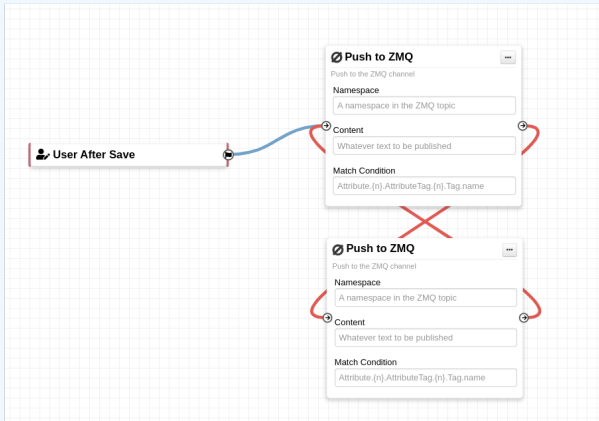 Push to ZMQ
Push to the ZMQ channel
Namespace
A namespace in the ZMQ topic
Content
Whatever text to be published
Match Condition
Attribute.{n}.AttributeTag.{n}.Tag.name
User After Save
Push to ZMQ
Push to the ZMQ channel
Namespace
A namespace in the ZMQ topic
Content
Whatever text to be published
Match Condition
Attribute.{n}.AttributeTag.{n}.Tag.name